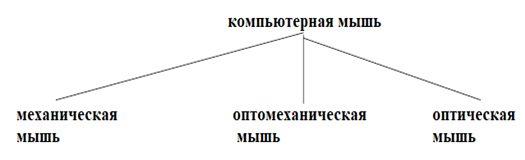 компьютерная мышь
механическая оптомеханическая оптическая
мышь мышь мышь